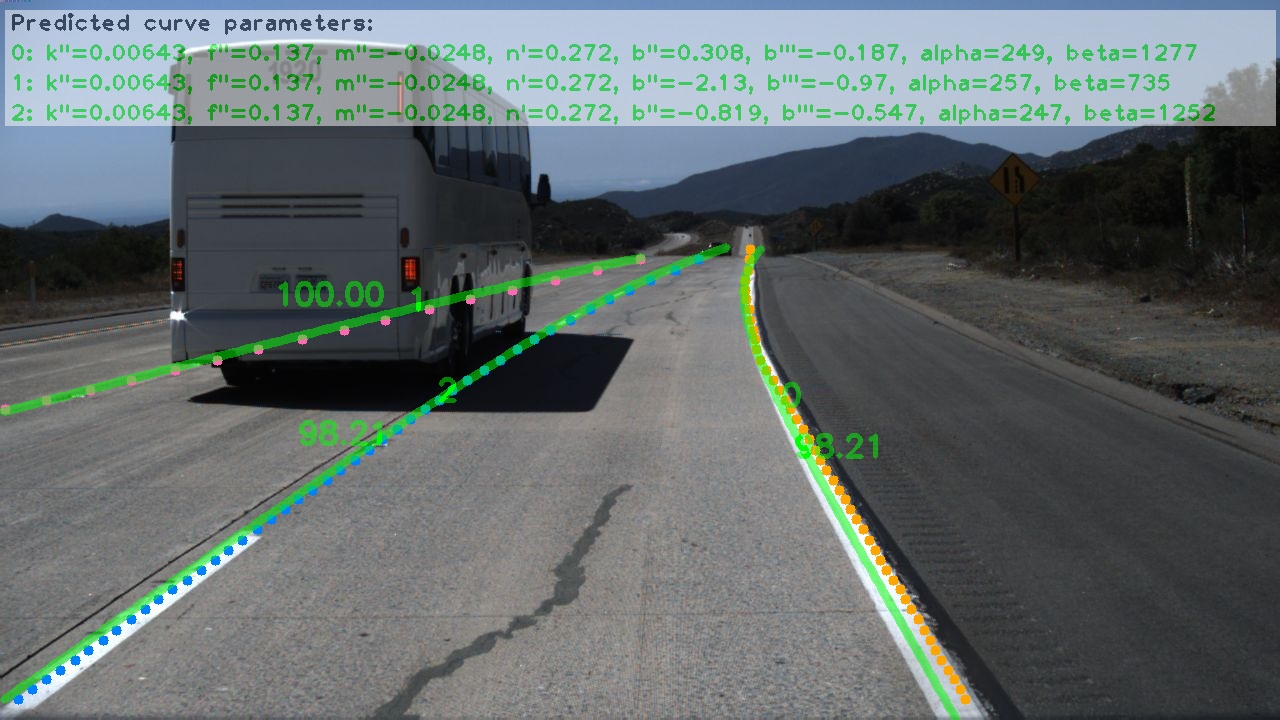 Predicted curve parameters:
0: k''=0.00643, f''=0.137, m''=-0.0248, n'=0.272, b''=0.308, b'''=-0.187, alpha=249, beta=1277
1: k''=0.00643, f''=0.137, m''=-0.0248, n'=0.272, b''=-2.13, b'''=-0.97, alpha=257, beta=735
2: k''=0.00643, f''=0.137, m''=-0.0248, n'=0.272, b''=-0.819, b'''=-0.547, alpha=247, beta=1252
1920
100.00 1
2
0
98.21
98.21